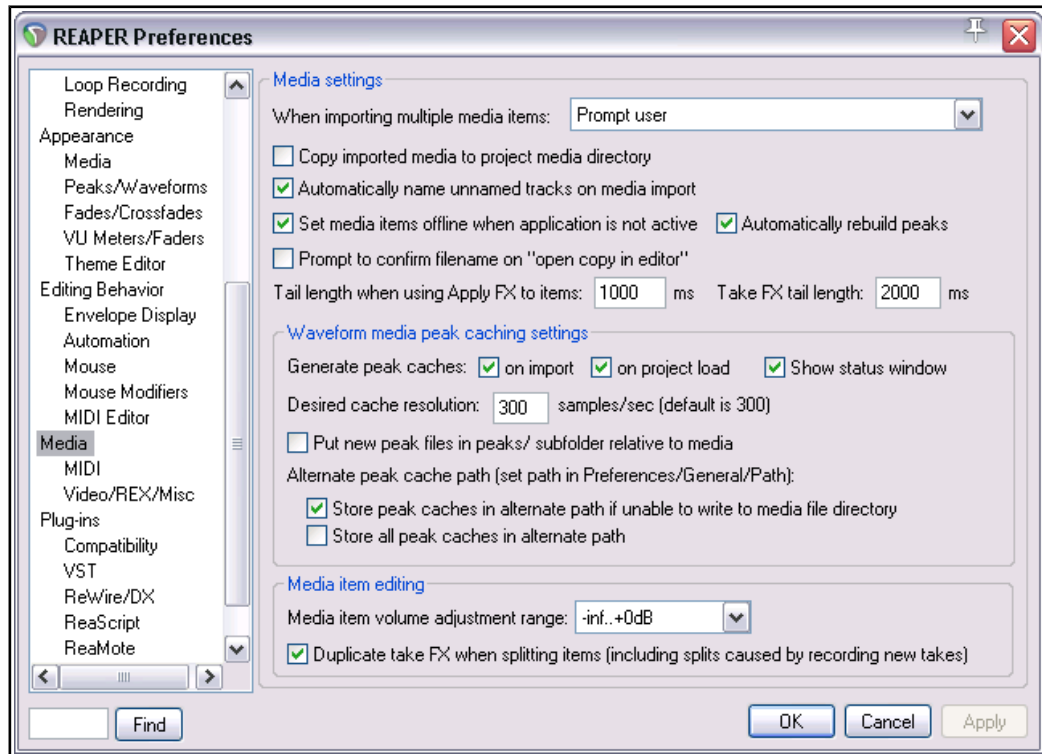 REAPER Preferences
Loop Recording
Rendering
Appearance
Media
Peaks/Waveforms
Fades/Crossfades
VU Meters/Faders
Theme Editor
Editing Behavior
Envelope Display
Automation
Mouse
Mouse Modifiers
MIDI Editor
Media
MIDI
Video/REX/Misc
Plug-ins
Compatibility
VST
ReWire/DX
ReaScript
ReaMote
Find
Media settings
When importing multiple media items: Prompt user
Copy imported media to project media directory
Automatically name unnamed tracks on media import
Set media items offline when application is not active Automatically rebuild peaks
Prompt to confirm filename on "open copy in editor"
Tail length when using Apply FX to items: 1000 ms Take FX tail length: 2000 ms
Waveform media peak caching settings
Generate peak caches: on import on project load Show status window
Desired cache resolution: 300 samples/sec (default is 300)
Put new peak files in peaks/ subfolder relative to media
Alternate peak cache path (set path in Preferences/General/Path):
Store peak caches in alternate path if unable to write to media file directory
Store all peak caches in alternate path
Media item editing
Media item volume adjustment range: -inf..+0dB
Duplicate take FX when splitting items (including splits caused by recording new takes)
OK Cancel Apply